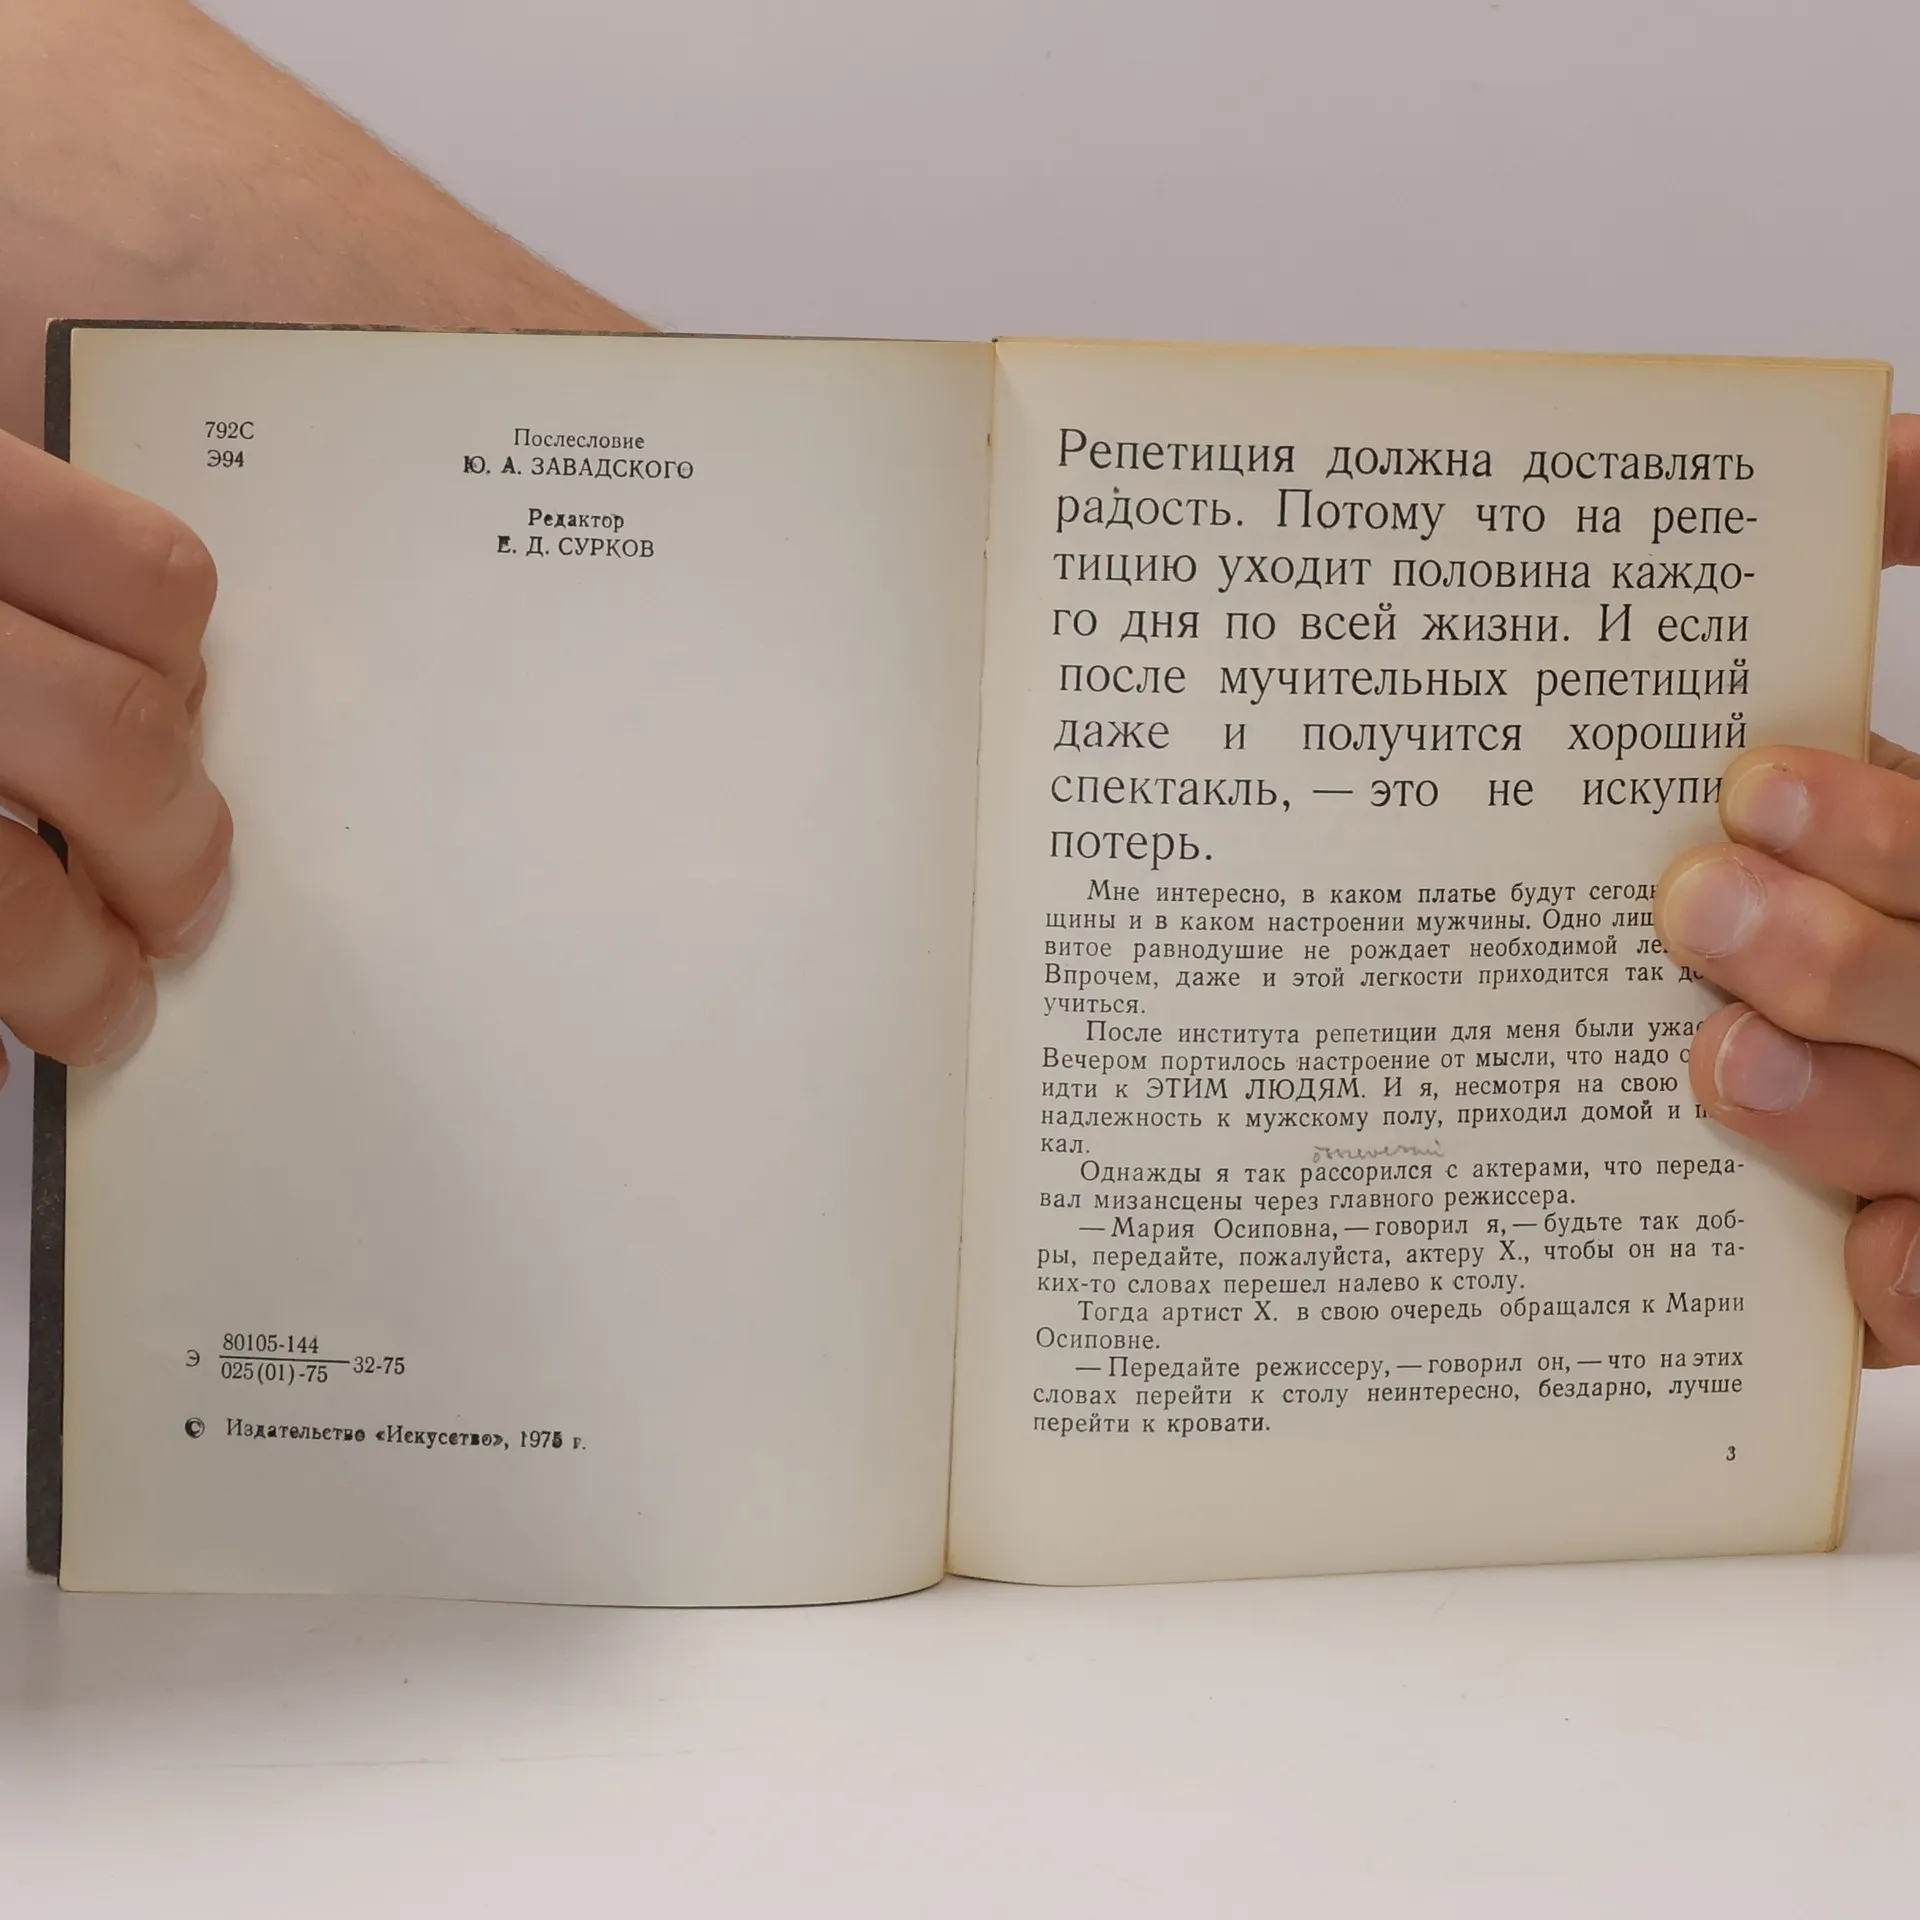 792С
Э94
Послесловие
Ю. А. ЗАВАДСКОГО
Редактор
Е. Д. СУРКОВ
Э 80105-144
025(01)-75 —32-75
© Издательство «Искусство», 1975 г.
Репетиция должна доставлять
радость. Потому что на репе-
тицию уходит половина каждо-
го дня по всей жизни. И если
после мучительных репетиций
даже и получится хороший
спектакль, — это не
потерь.
Мне интересно, в каком платье будут
щины и в каком настроении мужчины. Одно
витое равнодушие не рождает необходимой
Впрочем, даже и этой легкости приходится так
учиться.
После института репетиции для меня были
Вечером портилось настроение от мысли, что надо
идти к ЭТИМ ЛЮДЯМ. И я, несмотря на свою
надлежность к мужскому полу, приходил домой и
кал.
Однажды я так рассорился с актерами, что переда-
вал мизансцены через главного режиссера.
— Мария Осиповна, — говорил я, — будьте так доб-
ры, передайте, пожалуйста, актеру Х., чтобы он на та-
ких-то словах перешел налево к столу.
Тогда артист Х. в свою очередь обращался к Марии
Осиповне.
— Передайте режиссеру, — говорил он, — что на этих
словах перейти к столу неинтересно, бездарно, лучше
перейти к кровати.
3